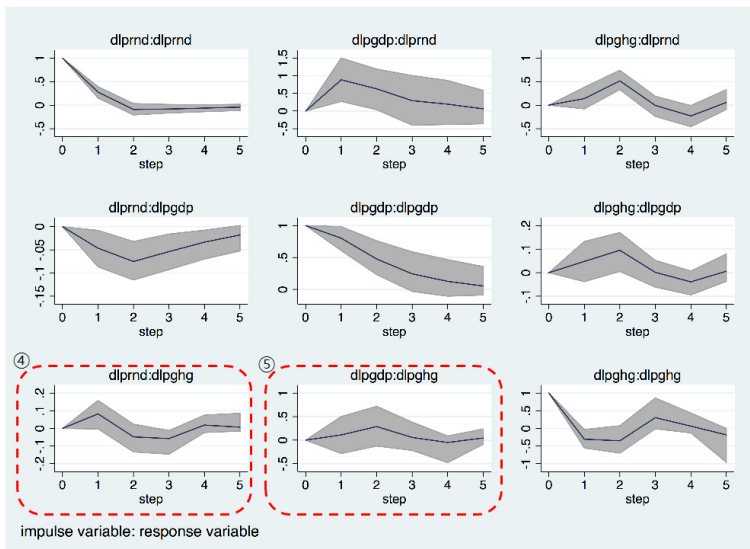 dlprnd:dlprnd
1
.5
0
-.5
0 1 2 3 4 5
step
dlpgdp:dlprnd
1.5
1
.5
0
-.5
0 1 2 3 4 5
step
dlpghg:dlprnd
1
.5
0
-.5
0 1 2 3 4 5
step
dlprnd:dlpgdp
0
-.05
-.1
-.15
0 1 2 3 4 5
step
dlpgdp:dlpgdp
1
.5
0
0 1 2 3 4 5
step
dlpghg:dlpgdp
.2
.1
0
-.1
0 1 2 3 4 5
step
④
dlprnd:dlpghg
.2
.1
0
-.1
-.2
0 1 2 3 4 5
step
⑤
dlpgdp:dlpghg
1
.5
0
-.5
0 1 2 3 4 5
step
dlpghg:dlpghg
1
.5
0
-.5
-1
0 1 2 3 4 5
step
impulse variable: response variable